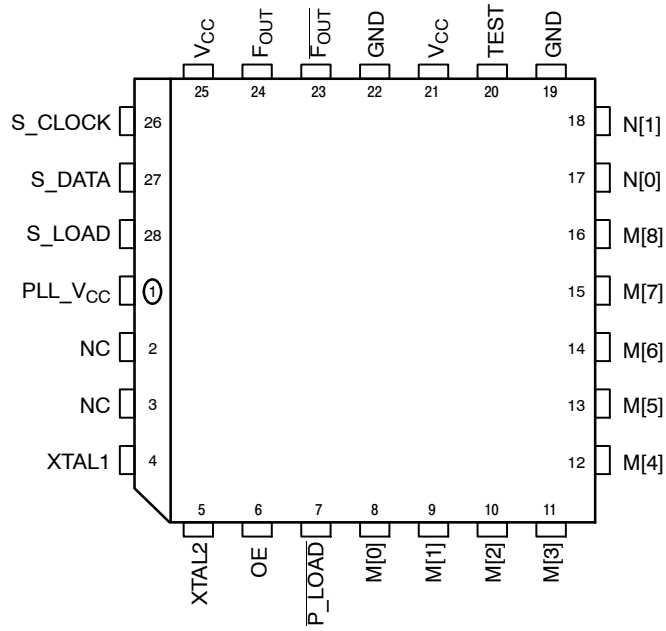 VCC
FOUT
FOUT
GND
VCC
TEST
GND
25
24
23
22
21
20
19
S_CLOCK 26
S_DATA 27
S_LOAD 28
PLL_VCC 1
NC 2
NC 3
XTAL1 4
18 N[1]
17 N[0]
16 M[8]
15 M[7]
14 M[6]
13 M[5]
12 M[4]
5
6
7
8
9
10
11
XTAL2
OE
P_LOAD
M[0]
M[1]
M[2]
M[3]